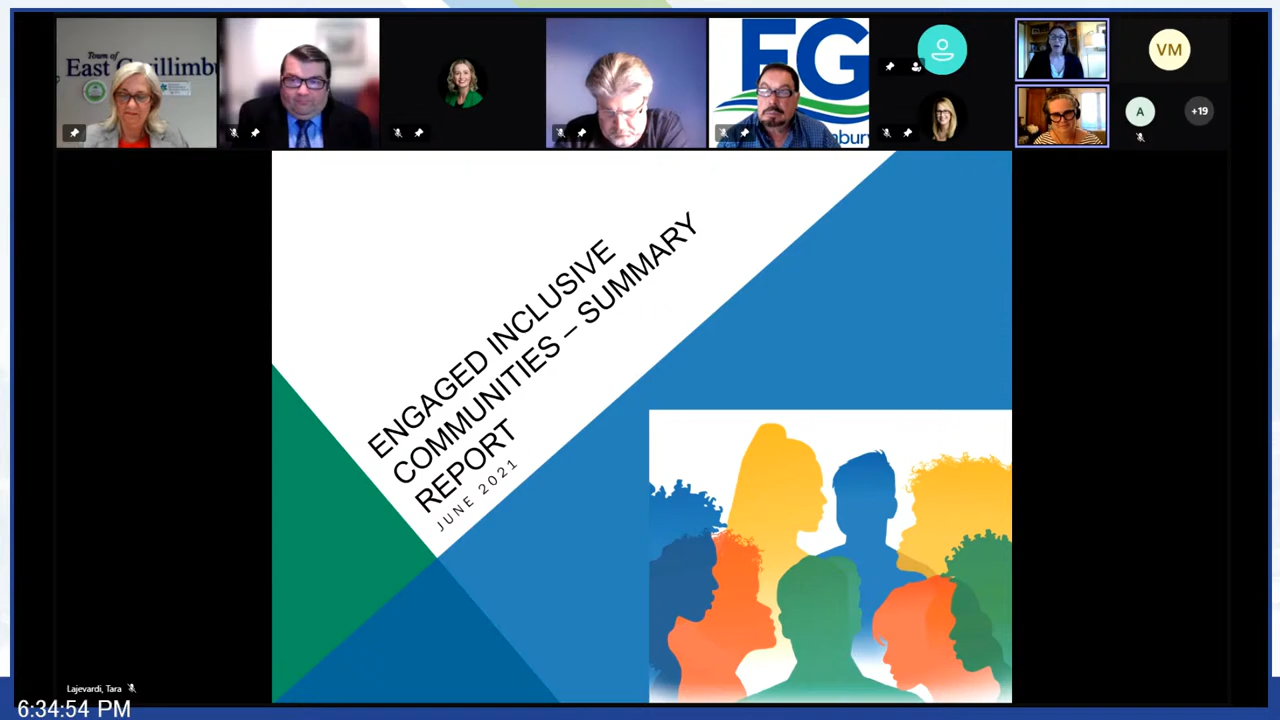 Town of
East Gwillimbu
EG
nbury
VM
A
+19
ENGAGED INCLUSIVE
COMMUNITIES – SUMMARY
REPORT
JUNE 2021
Lajevardi, Tara
6:34:54 PM